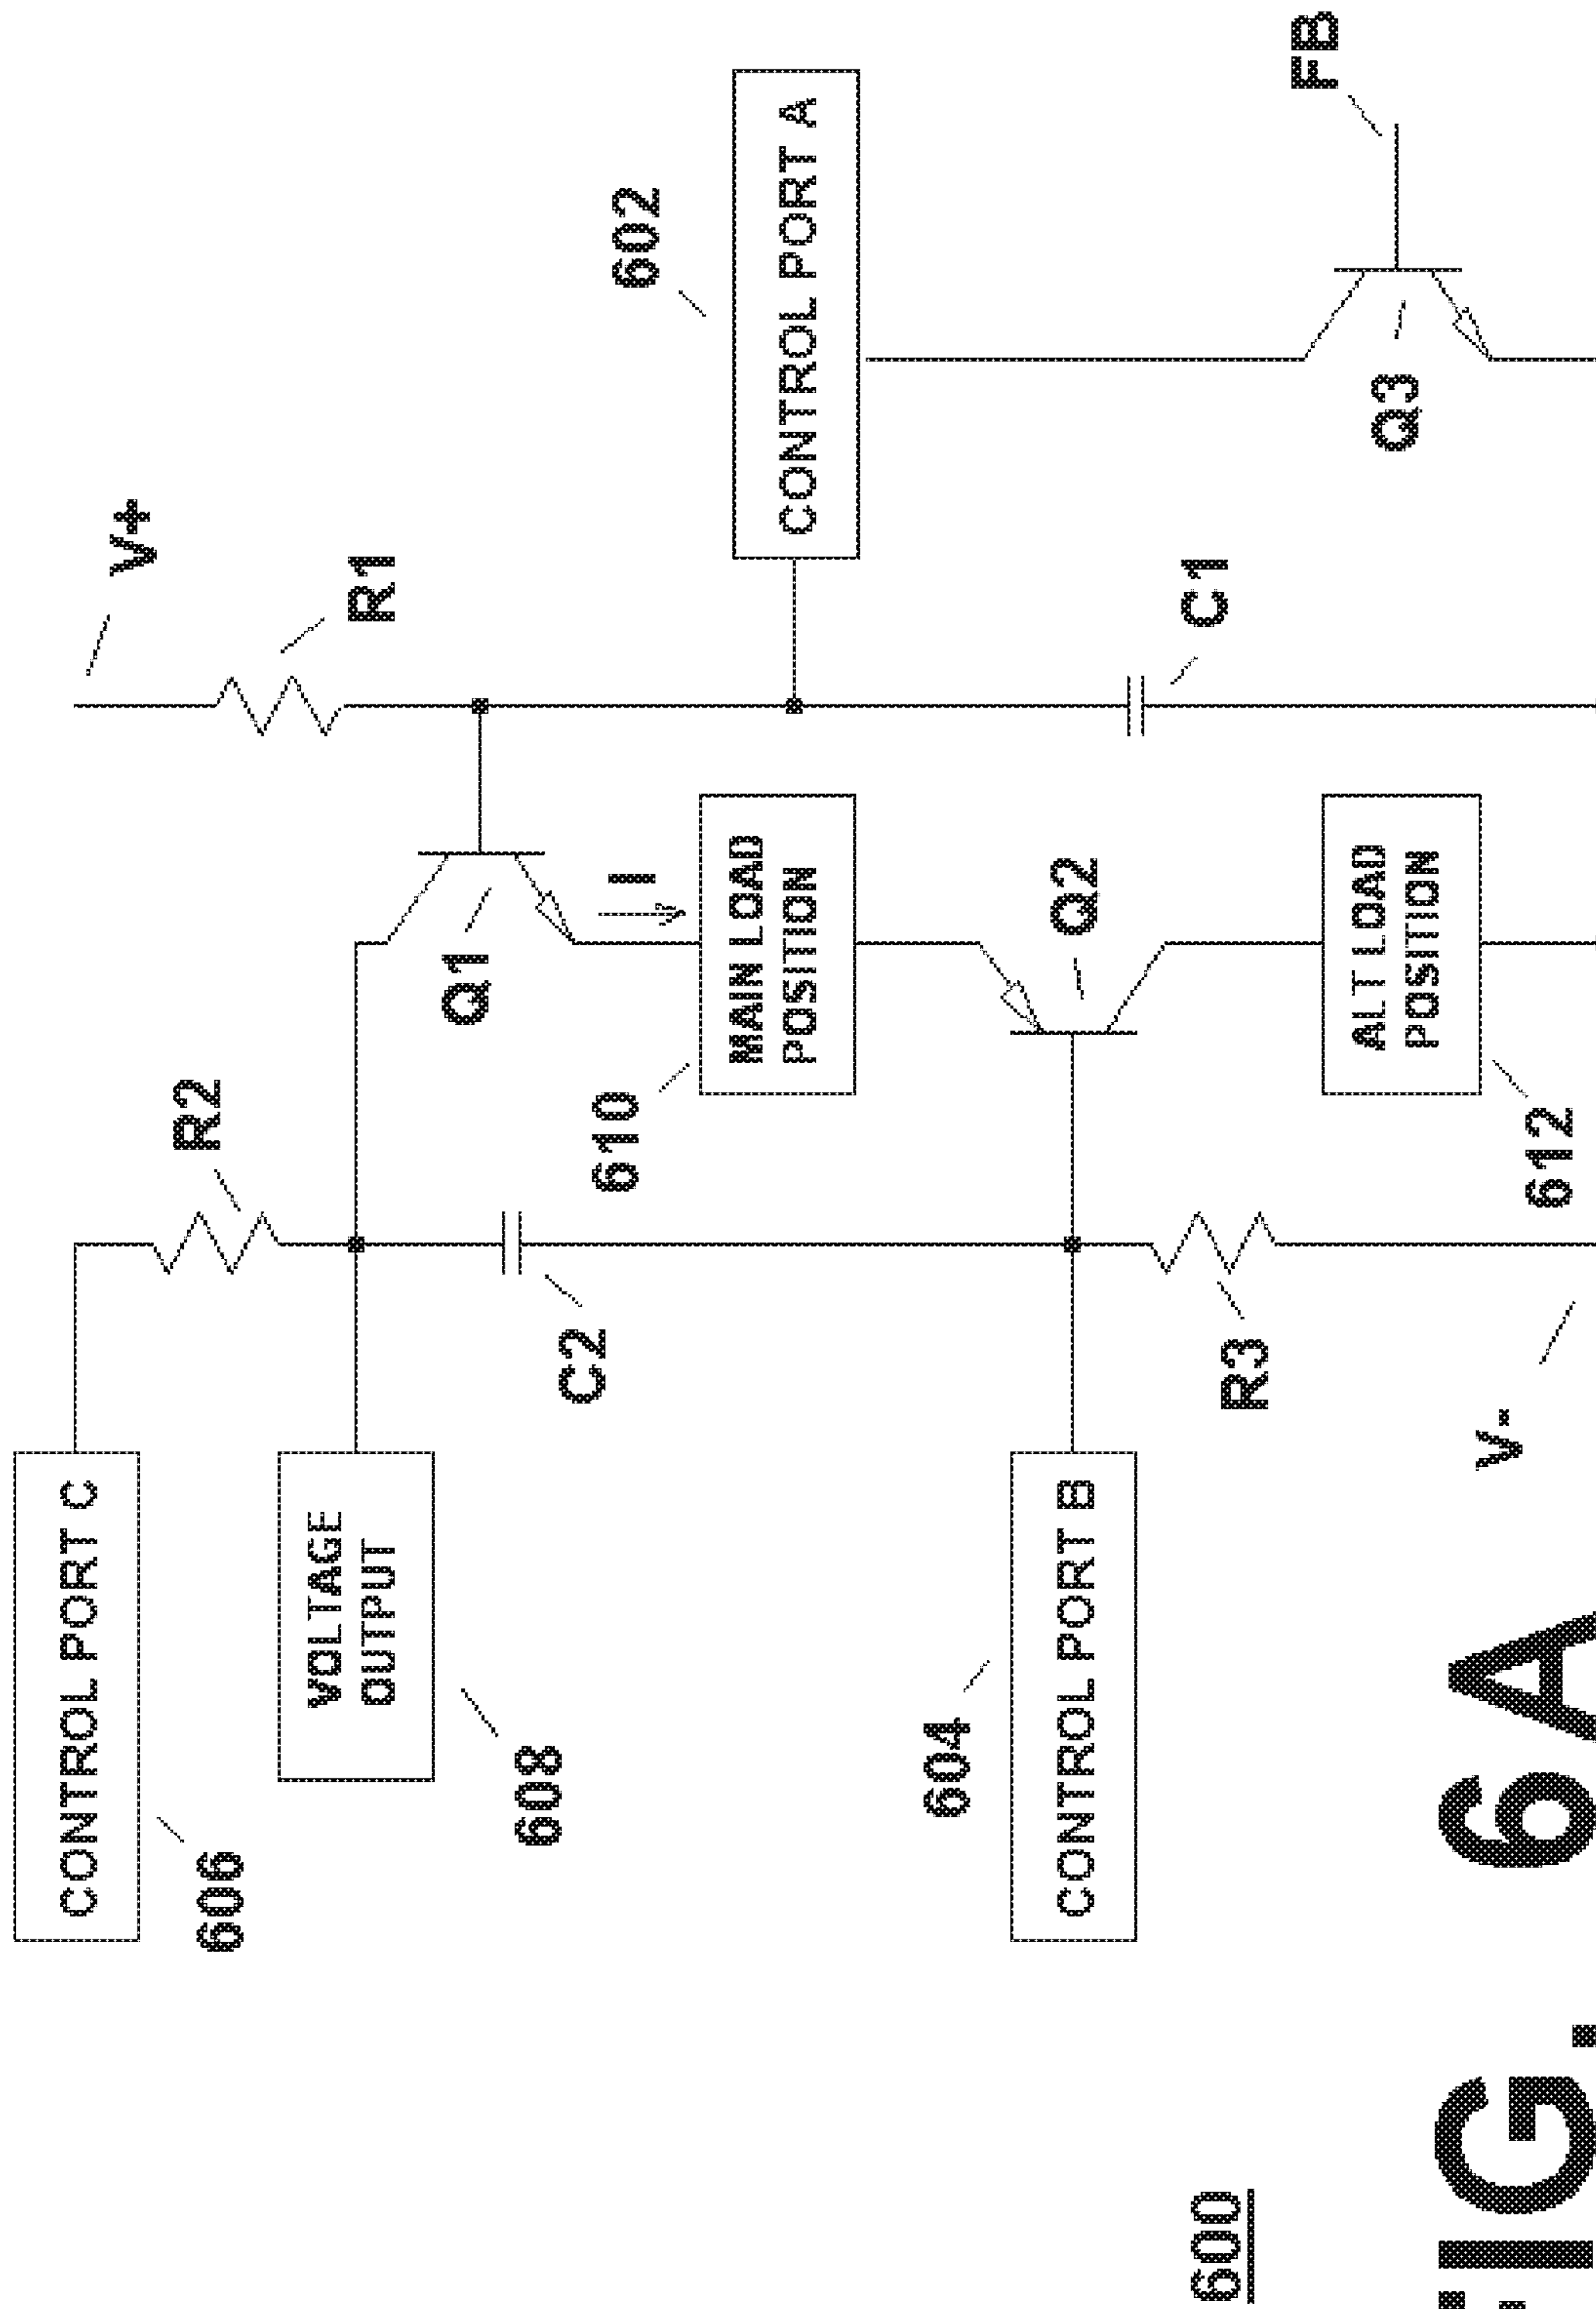 CONTROL PORT C
606
VOLTAGE
OUTPUT
608
R2
C2
V+
R1
Q1
I
MAIN LOAD
POSITION
610
602
CONTROL PORT A
C1
604
CONTROL PORT B
Q2
R3
V-
ALT LOAD
POSITION
612
Q3
FB
600
FIG. 6A